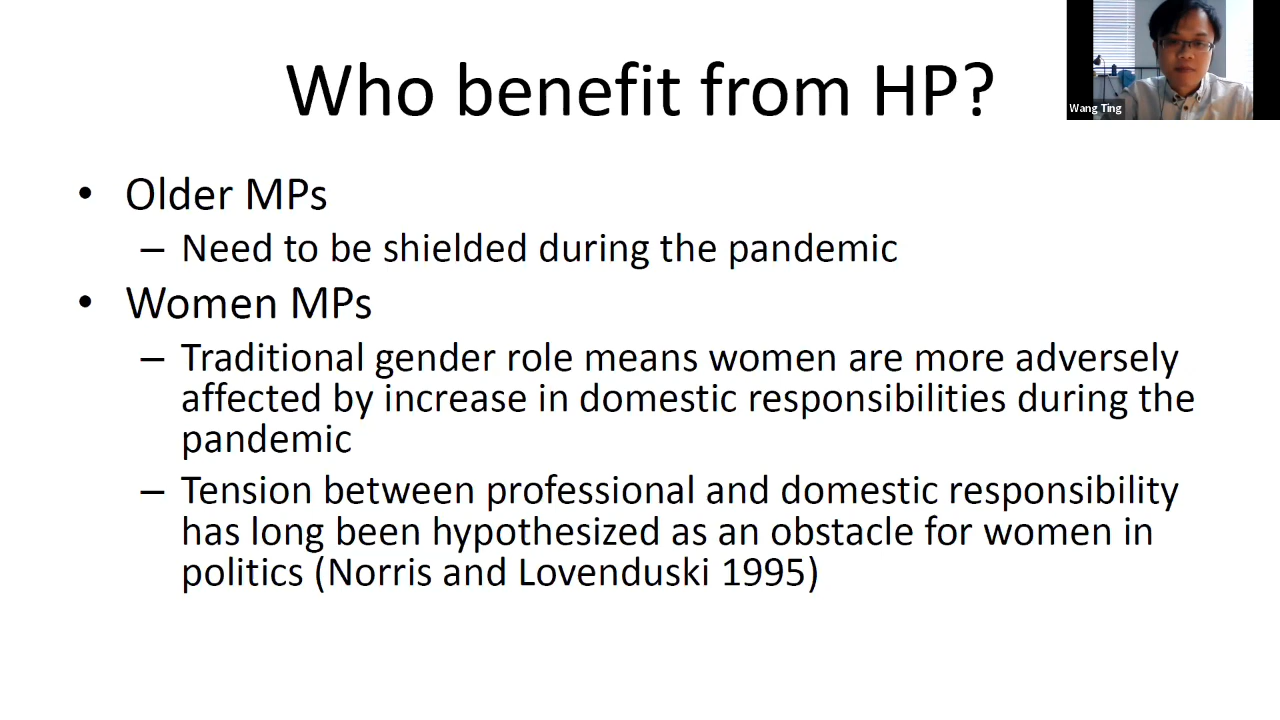 Who benefit from HP?
Wang Ting
• Older MPs
– Need to be shielded during the pandemic
• Women MPs
– Traditional gender role means women are more adversely
affected by increase in domestic responsibilities during the
pandemic
– Tension between professional and domestic responsibility
has long been hypothesized as an obstacle for women in
politics (Norris and Lovenduski 1995)